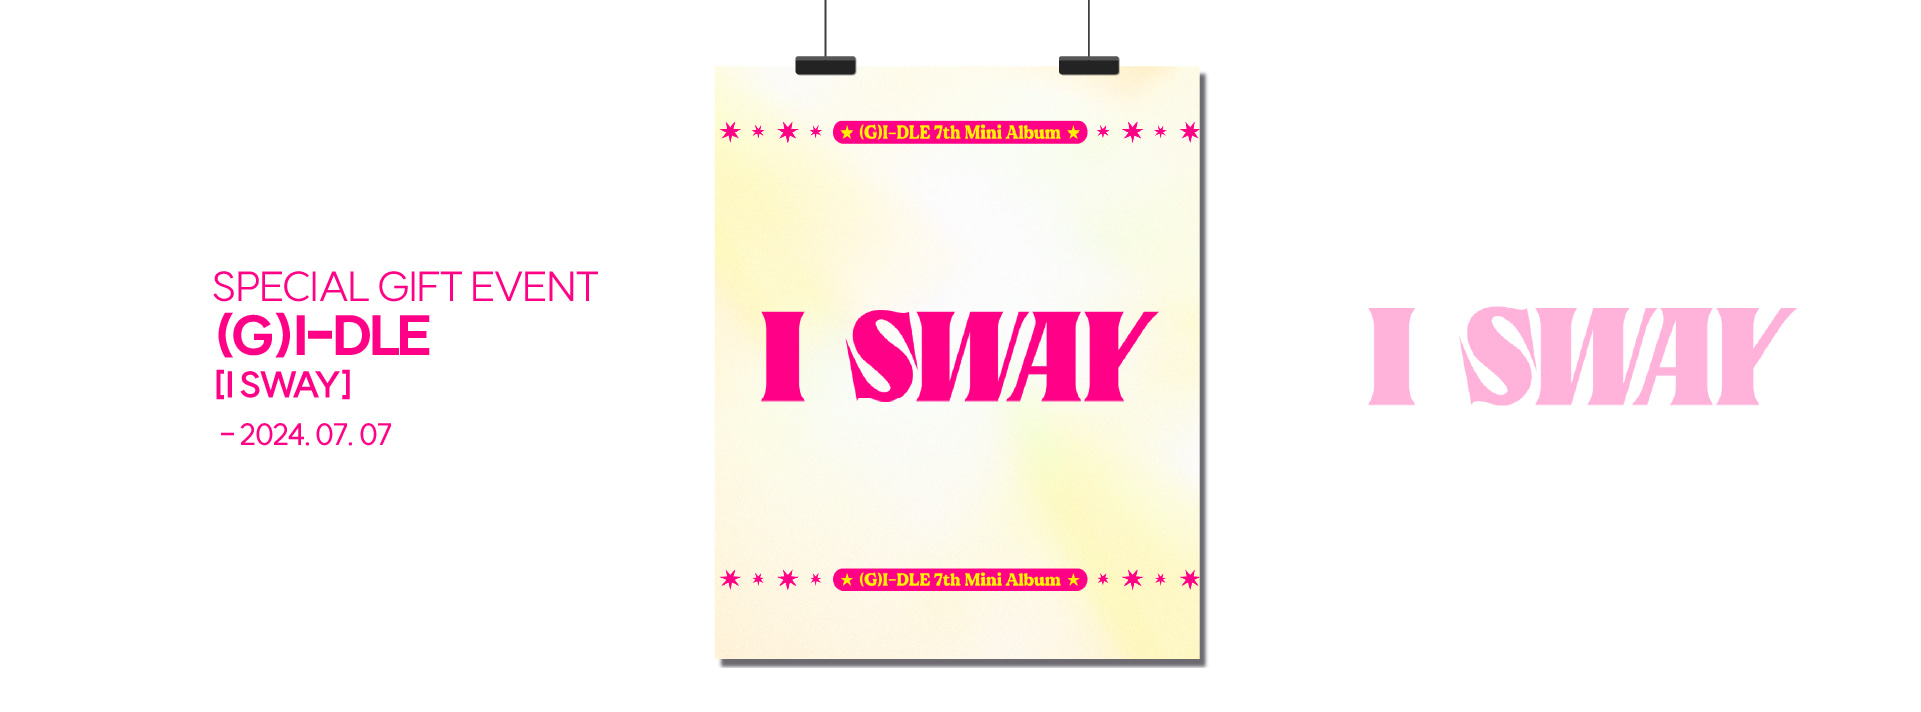 SPECIAL GIFT EVENT
(G)I-DLE
[I SWAY]
- 2024. 07. 07
★ (G)I-DLE 7th Mini Album ★
I SWAY
★ (G)I-DLE 7th Mini Album ★
I SWAY